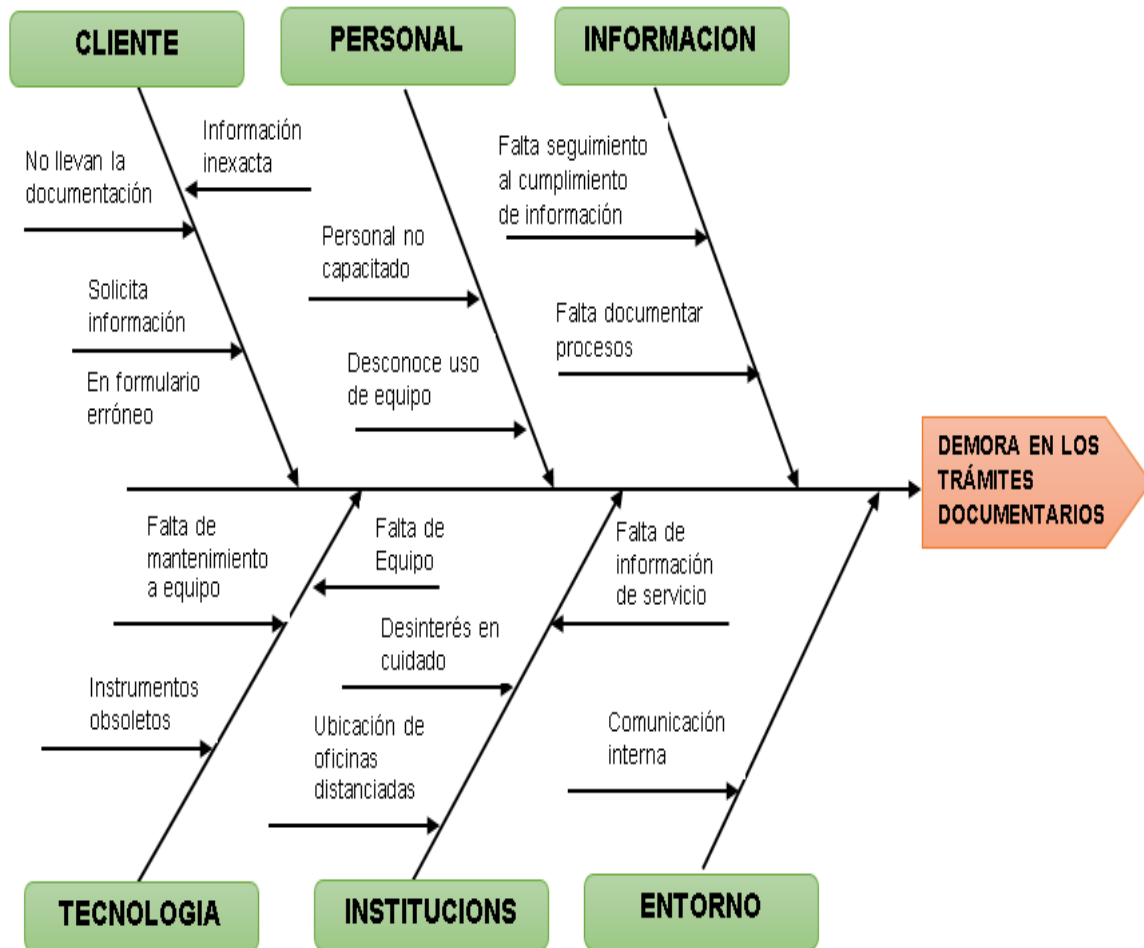 CLIENTE
PERSONAL
INFORMACION
No llevan la
documentación
Información
inexacta
Solicita
información
En formulario
erróneo
Personal no
capacitado
Desconoce uso
de equipo
Falta seguimiento
al cumplimiento
de información
Falta documentar
procesos
DEMORA EN LOS
TRÁMITES
DOCUMENTARIOS
Falta de
mantenimiento
a equipo
Falta de
Equipo
Instrumentos
obsoletos
Falta de
información
de servicio
Desinterés en
cuidado
Ubicación de
oficinas
distanciadas
Comunicación
interna
TECNOLOGIA
INSTITUCIONS
ENTORNO